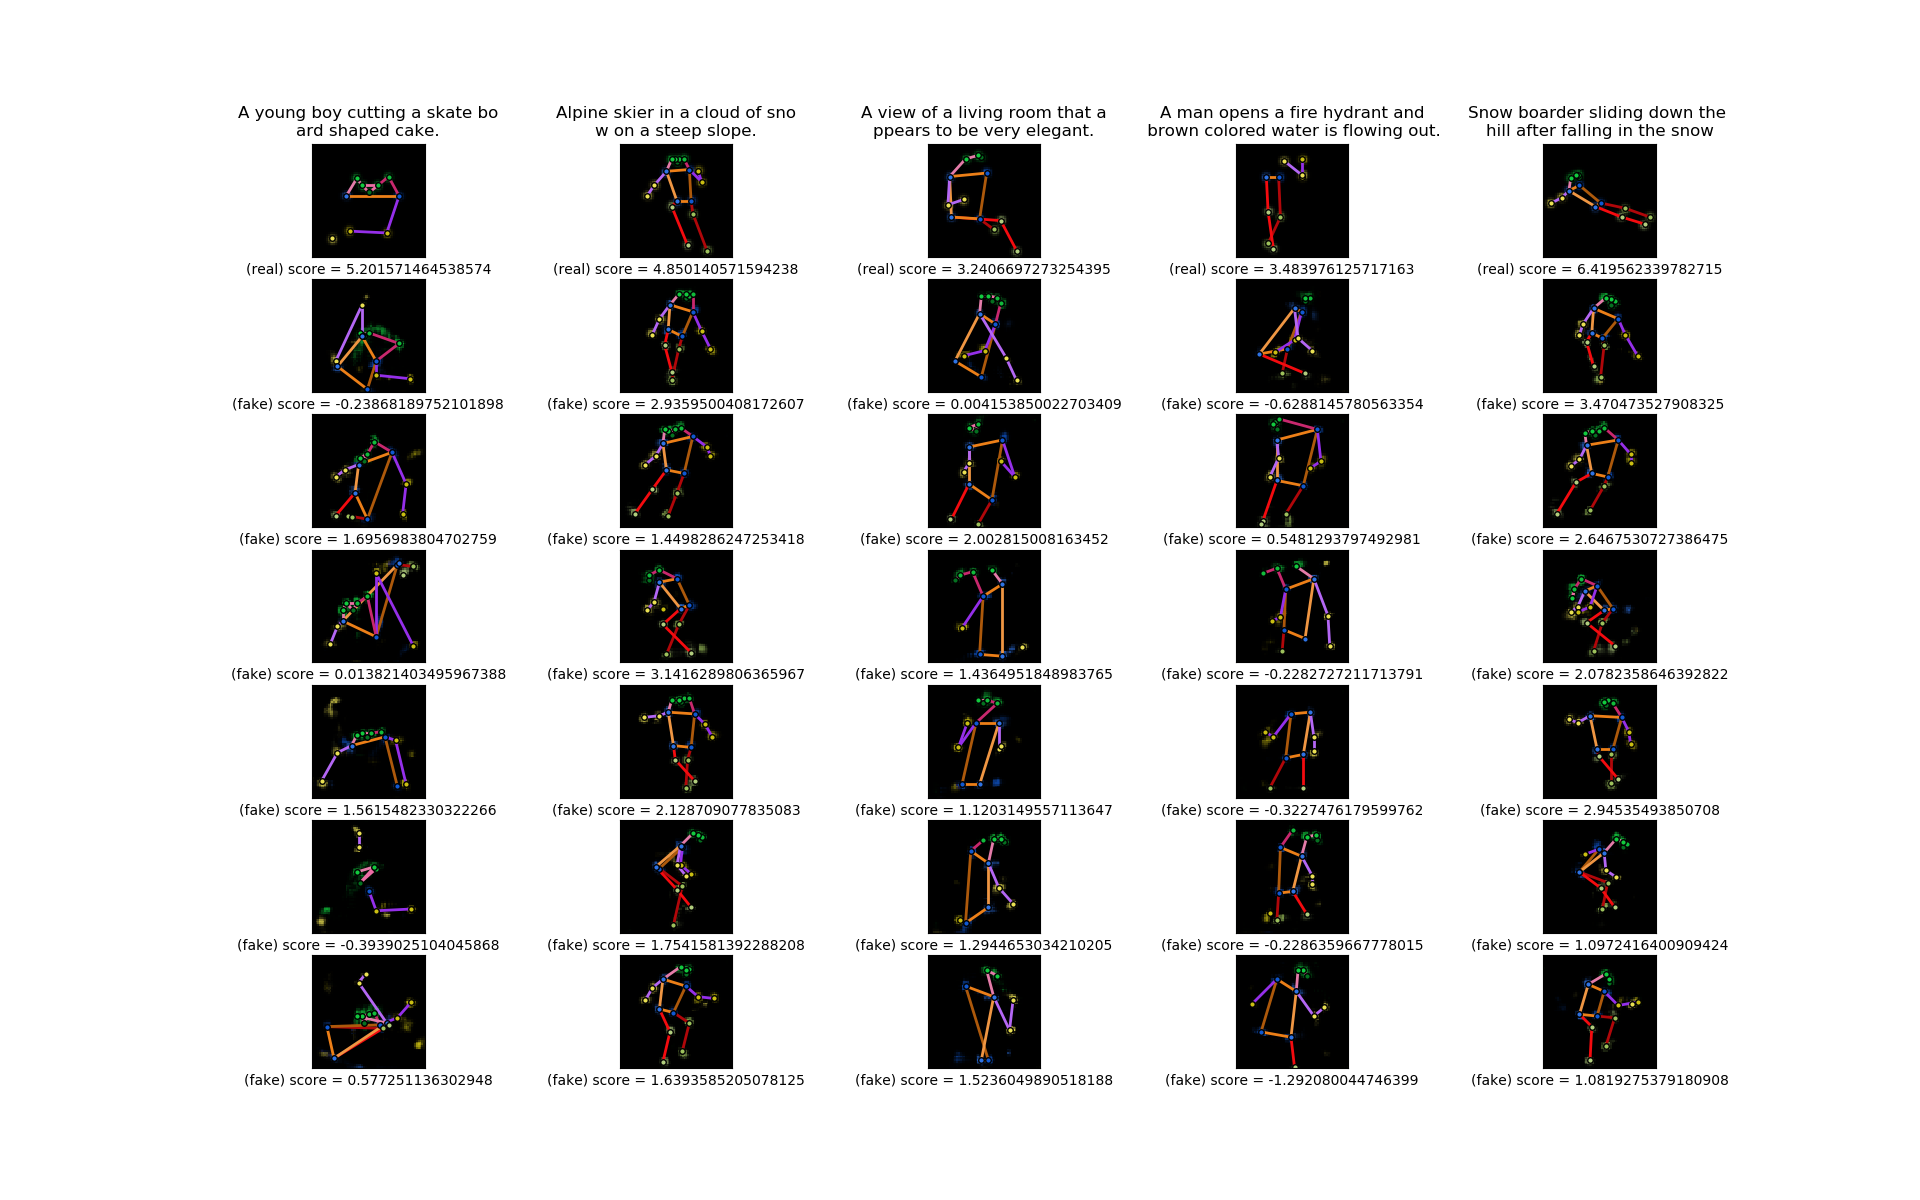 A young boy cutting a skate bo
ard shaped cake.
Alpine skier in a cloud of sno
w on a steep slope.
A view of a living room that a
ppears to be very elegant.
A man opens a fire hydrant and
brown colored water is flowing out.
Snow boarder sliding down the
hill after falling in the snow
(real) score = 5.201571464538574
(real) score = 4.850140571594238
(real) score = 3.2406697273254395
(real) score = 3.483976125717163
(real) score = 6.419562339782715
(fake) score = -0.23868189752101898
(fake) score = 2.9359500408172607
(fake) score = 0.004153850022703409
(fake) score = -0.6288145780563354
(fake) score = 3.470473527908325
(fake) score = 1.6956983804702759
(fake) score = 1.4498286247253418
(fake) score = 2.002815008163452
(fake) score = 0.5481293797492981
(fake) score = 2.6467530727386475
(fake) score = 0.013821403495967388
(fake) score = 3.1416289806365967
(fake) score = 1.4364951848983765
(fake) score = -0.2282727211713791
(fake) score = 2.0782358646392822
(fake) score = 1.5615482330322266
(fake) score = 2.128709077835083
(fake) score = 1.1203149557113647
(fake) score = -0.3227476179599762
(fake) score = 2.94535493850708
(fake) score = -0.3939025104045868
(fake) score = 1.7541581392288208
(fake) score = 1.2944653034210205
(fake) score = -0.2286359667778015
(fake) score = 1.0972416400909424
(fake) score = 0.577251136302948
(fake) score = 1.6393585205078125
(fake) score = 1.5236049890518188
(fake) score = -1.292080044746399
(fake) score = 1.0819275379180908